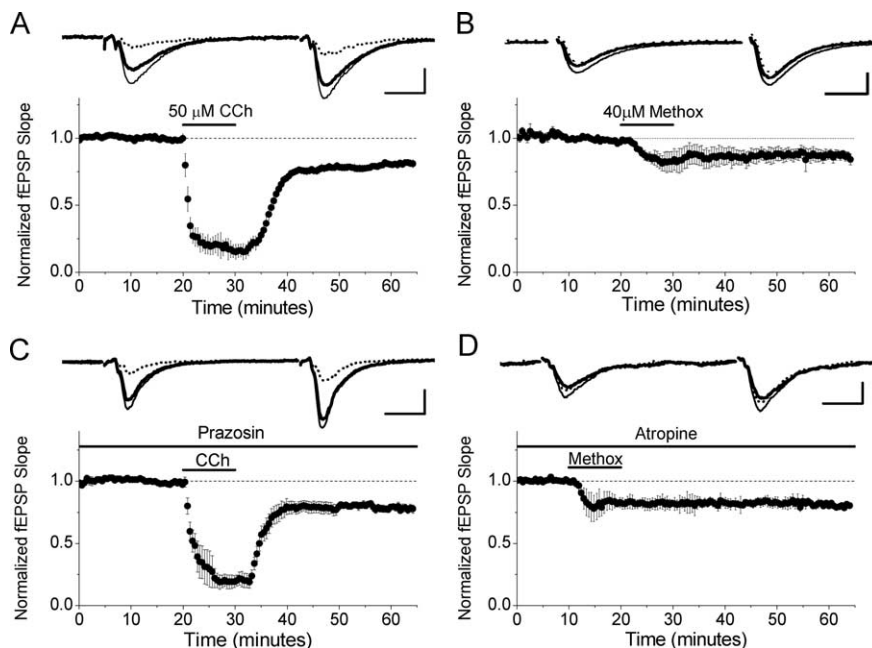 A
B
50 μM CCh
40μM Methox
Normalized fEPSP Slope
1.0
0.5
0.0
0 10 20 30 40 50 60
Time (minutes)
Normalized fEPSP Slope
1.0
0.5
0.0
0 10 20 30 40 50 60
Time (minutes)
C
D
Prazosin
CCh
Atropine
Methox
Normalized fEPSP Slope
1.0
0.5
0.0
0 10 20 30 40 50 60
Time (minutes)
Normalized fEPSP Slope
1.0
0.5
0.0
0 10 20 30 40 50 60
Time (minutes)